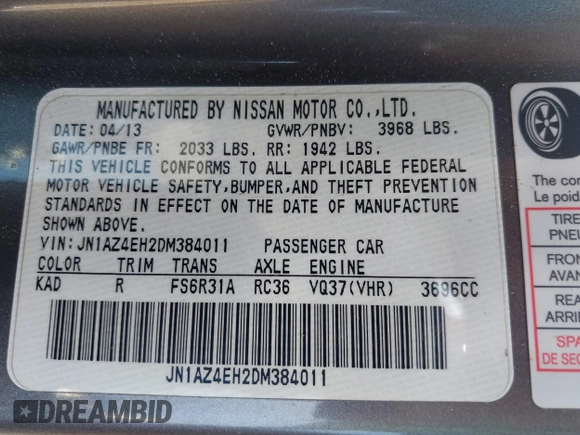 MANUFACTURED BY NISSAN MOTOR CO.,LTD.
DATE: 04/13 GVWR/PNBV: 3968 LBS.
GAWR/PNBE FR: 2033 LBS. RR: 1942 LBS.
THIS VEHICLE CONFORMS TO ALL APPLICABLE FEDERAL
MOTOR VEHICLE SAFETY,BUMPER,AND THEFT PREVENTION
STANDARDS IN EFFECT ON THE DATE OF MANUFACTURE
SHOWN ABOVE.
VIN:JN1AZ4EH2DM384011 PASSENGER CAR
COLOR TRIM TRANS AXLE ENGINE
KAD R FS6R31A RC36 VQ37(VHR) 3696CC
JN1AZ4EH2DM384011
The co
Le poid
TIRE
PNEU
FRON
AVAN
REA
ARRI
SPA
DE SEC
DREAMBID